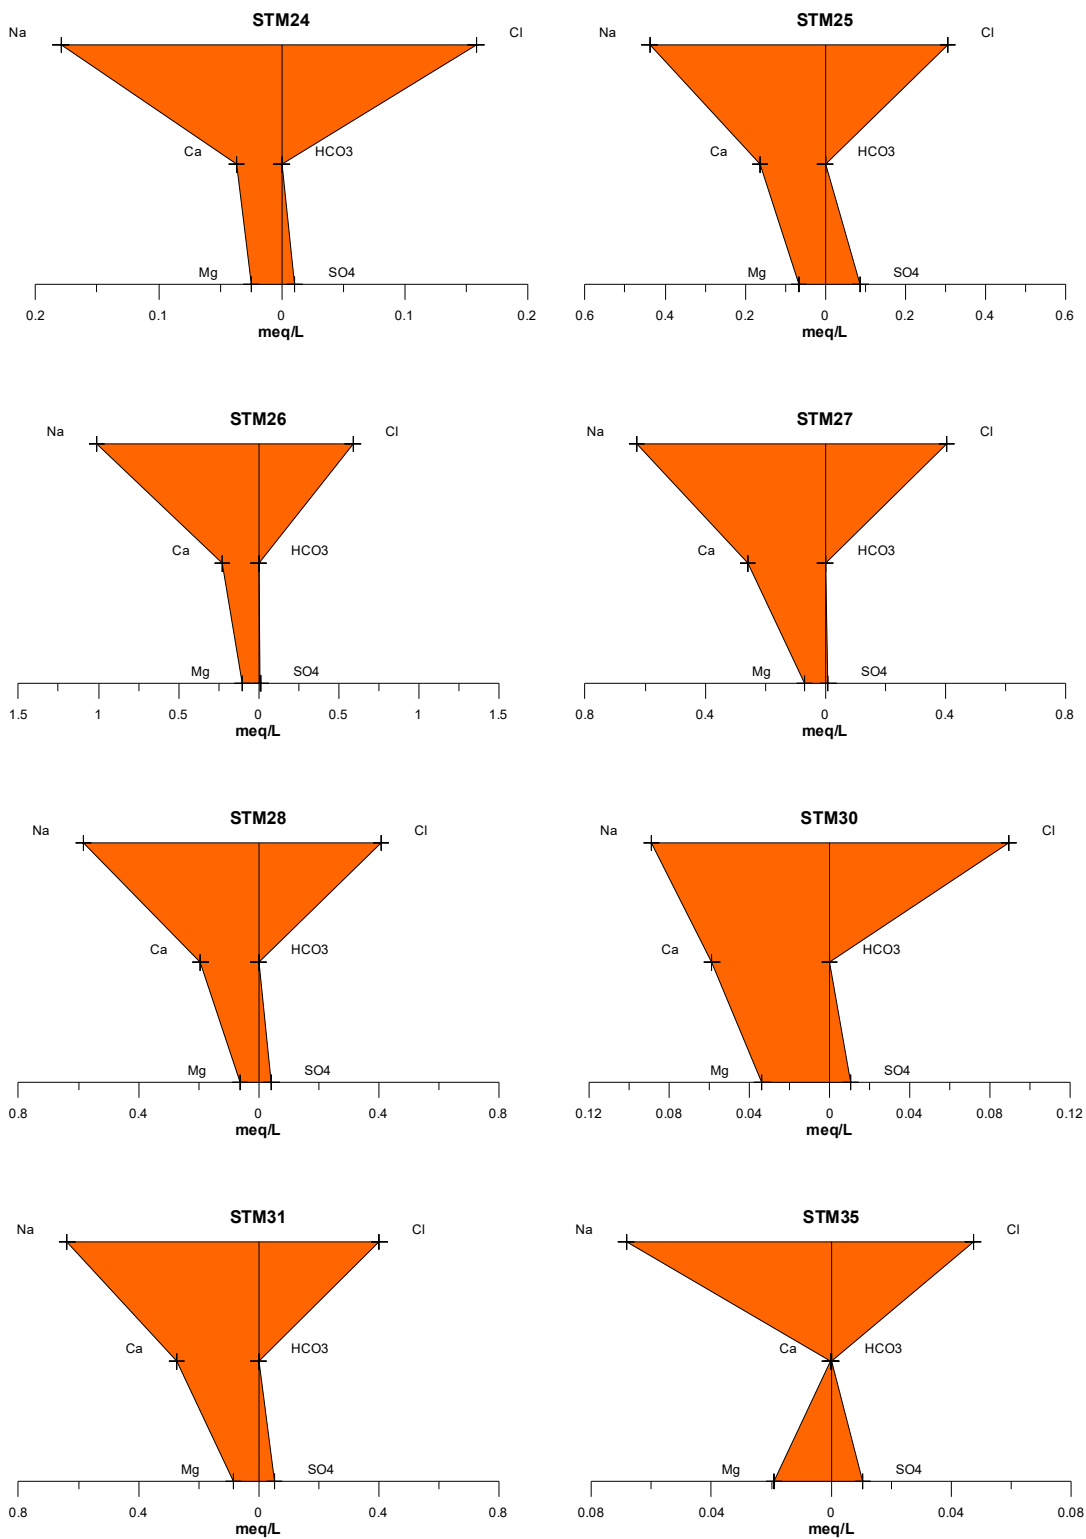 STM24
Na Cl
Ca HCO3
Mg SO4
0.2 0.1 0 0.1 0.2
meq/L
STM25
Na Cl
Ca HCO3
Mg SO4
0.6 0.4 0.2 0 0.2 0.4 0.6
meq/L
STM26
Na Cl
Ca HCO3
Mg SO4
1.5 1 0.5 0 0.5 1 1.5
meq/L
STM27
Na Cl
Ca HCO3
Mg SO4
0.8 0.4 0 0.4 0.8
meq/L
STM28
Na Cl
Ca HCO3
Mg SO4
0.8 0.4 0 0.4 0.8
meq/L
STM30
Na Cl
Ca HCO3
Mg SO4
0.12 0.08 0.04 0 0.04 0.08 0.12
meq/L
STM31
Na Cl
Ca HCO3
Mg SO4
0.8 0.4 0 0.4 0.8
meq/L
STM35
Na Cl
Ca HCO3
Mg SO4
0.08 0.04 0 0.04 0.08
meq/L